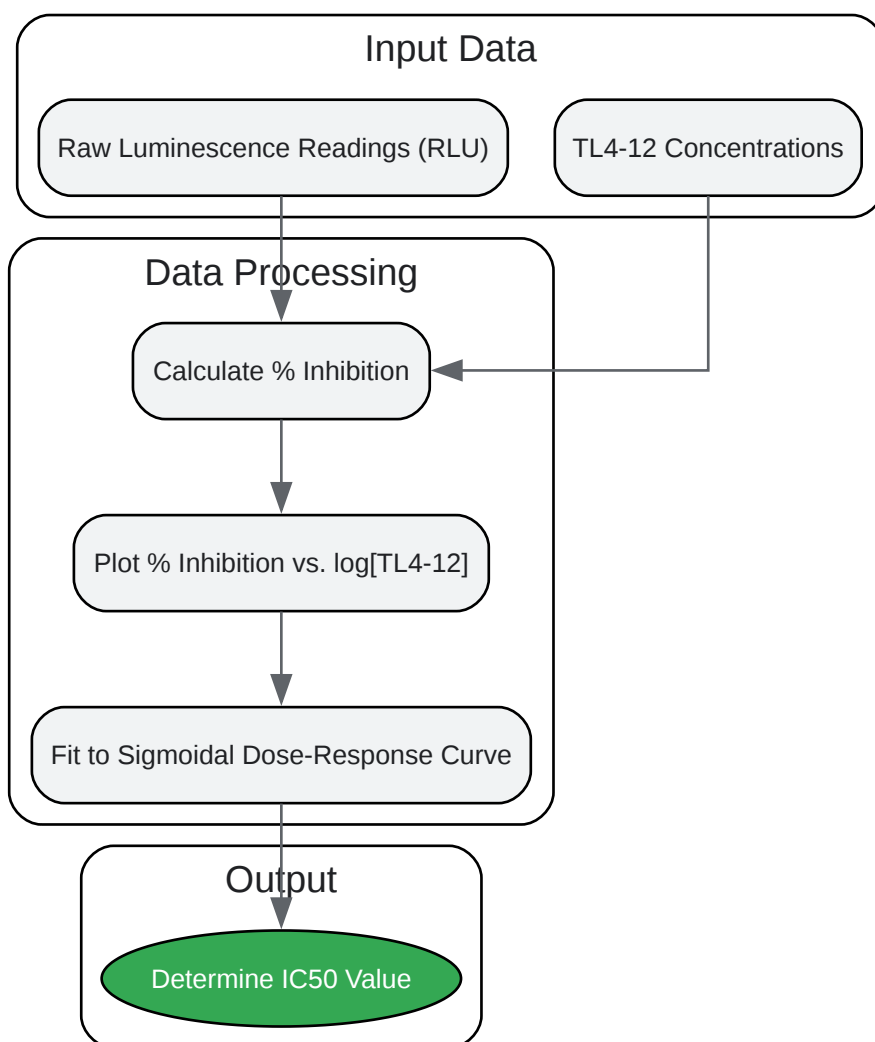 Input Data
Raw Luminescence Readings (RLU)
TL4-12 Concentrations
Data Processing
Calculate % Inhibition
Plot % Inhibition vs. log[TL4-12]
Fit to Sigmoidal Dose-Response Curve
Output
Determine IC50 Value